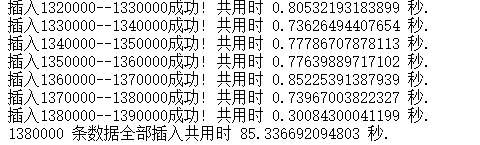 插入1320000--1330000成功! 共用时 0.80532193183899 秒.
插入1330000--1340000成功! 共用时 0.73626494407654 秒.
插入1340000--1350000成功! 共用时 0.77786707878113 秒.
插入1350000--1360000成功! 共用时 0.77639889717102 秒.
插入1360000--1370000成功! 共用时 0.85225391387939 秒.
插入1370000--1380000成功! 共用时 0.73967003822327 秒.
插入1380000--1390000成功! 共用时 0.30084300041199 秒.
1380000 条数据全部插入共用时 85.336692094803 秒.